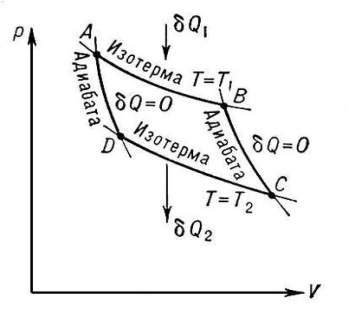 p
A
δQ₁
Изотерма T=T₁
B
Адиабата
δQ=0
Адиабата
δQ=0
D
Изотерма
T=T₂
C
δQ₂
V